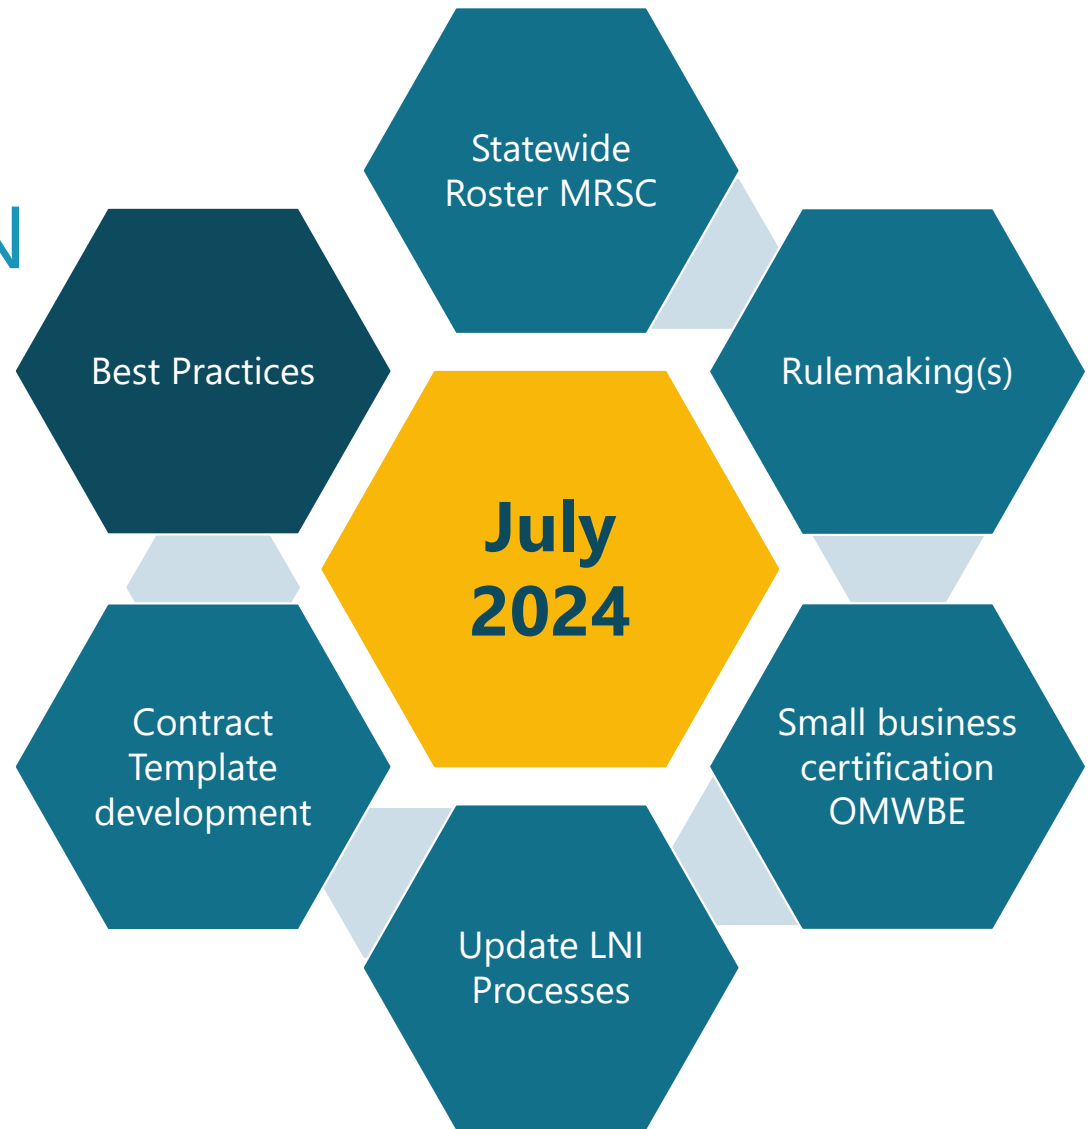 N
Statewide
Roster MRSC
Best Practices
Rulemaking(s)
July
2024
Contract
Template
development
Small business
certification
OMWBE
Update LNI
Processes